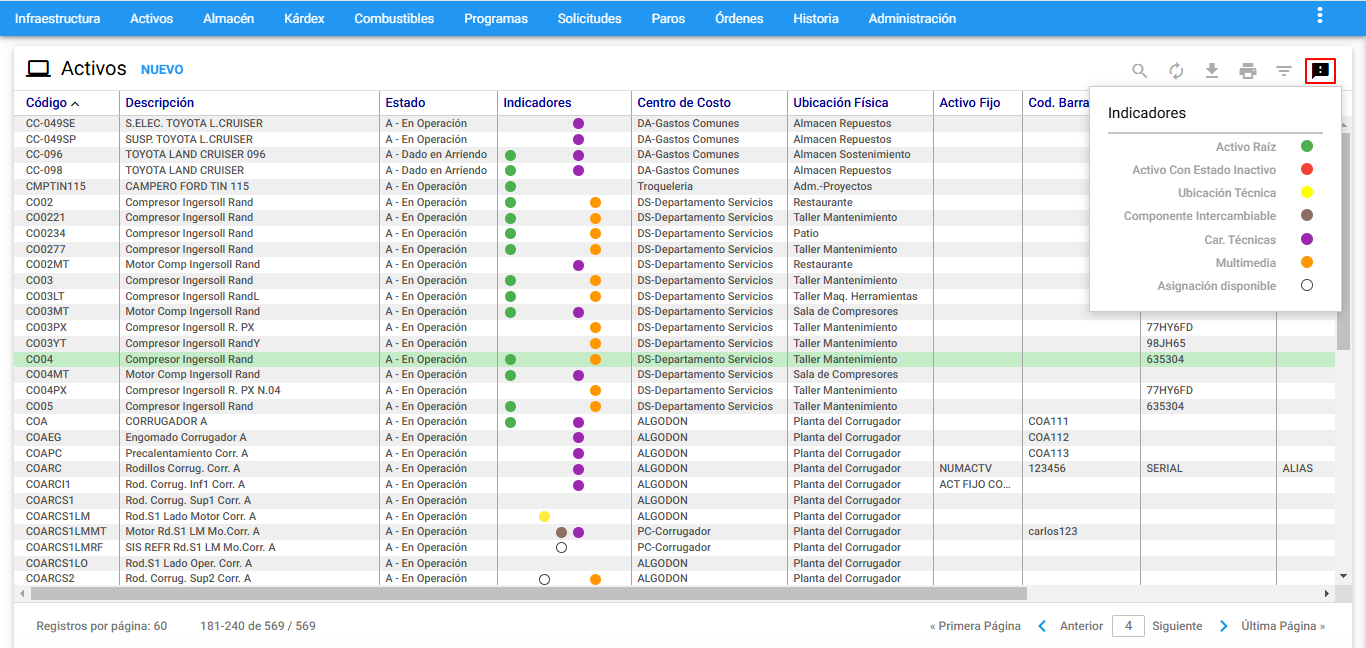 Infraestructura Activos Almacén Kárdex Combustibles Programas Solicitudes Paros Órdenes Historia Administración
Activos NUEVO
Código Descripción Estado Indicadores Centro de Costo Ubicación Física Activo Fijo Cod. Barra
Indicadores
Activo Raíz
Activo Con Estado Inactivo
Ubicación Técnica
Componente Intercambiable
Car. Técnicas
Multimedia
Asignación disponible
CC-049SE S.ELEC. TOYOTA L.CRUISER A - En Operación DA-Gastos Comunes Almacen Repuestos
CC-049SP SUSP. TOYOTA L.CRUISER A - En Operación DA-Gastos Comunes Almacen Repuestos
CC-096 TOYOTA LAND CRUISER 096 A - Dado en Arriendo DA-Gastos Comunes Almacen Sostenimiento
CC-098 TOYOTA LAND CRUISER A - Dado en Arriendo DA-Gastos Comunes Almacen Repuestos
CMPTIN115 CAMPERO FORD TIN 115 A - En Operación Troqueleria Adm.-Proyectos
CO02 Compresor Ingersoll Rand A - En Operación DS-Departamento Servicios Restaurante
CO0221 Compresor Ingersoll Rand A - En Operación DS-Departamento Servicios Taller Mantenimiento
CO0234 Compresor Ingersoll Rand A - En Operación DS-Departamento Servicios Patio
CO0277 Compresor Ingersoll Rand A - En Operación DS-Departamento Servicios Taller Mantenimiento
CO02MT Motor Comp Ingersoll Rand A - En Operación DS-Departamento Servicios Restaurante
CO03 Compresor Ingersoll Rand A - En Operación DS-Departamento Servicios Taller Mantenimiento
CO03LT Compresor Ingersoll RandL A - En Operación DS-Departamento Servicios Taller Maq. Herramientas
CO03MT Motor Comp Ingersoll Rand A - En Operación DS-Departamento Servicios Sala de Compresores
CO03PX Compresor Ingersoll R. PX A - En Operación DS-Departamento Servicios Taller Mantenimiento 77HY6FD
CO03YT Compresor Ingersoll RandY A - En Operación DS-Departamento Servicios Taller Mantenimiento 98JH65
CO04 Compresor Ingersoll Rand A - En Operación DS-Departamento Servicios Taller Mantenimiento 635304
CO04MT Motor Comp Ingersoll Rand A - En Operación DS-Departamento Servicios Sala de Compresores
CO04PX Compresor Ingersoll R. PX N.04 A - En Operación DS-Departamento Servicios Taller Mantenimiento 77HY6FD
CO05 Compresor Ingersoll Rand A - En Operación DS-Departamento Servicios Taller Mantenimiento 635304
COA CORRUGADOR A A - En Operación ALGODON Planta del Corrugador COA111
COAEG Engomado Corrugador A A - En Operación ALGODON Planta del Corrugador COA112
COAPC Precalentamiento Corr. A A - En Operación ALGODON Planta del Corrugador COA113
COARC Rodillos Corrug. Corr. A A - En Operación ALGODON Planta del Corrugador NUMACTV 123456 SERIAL ALIAS
COARCI1 Rod. Corrug. Inf1 Corr. A A - En Operación ALGODON Planta del Corrugador ACT FIJO CO...
COARCS1 Rod. Corrug. Sup1 Corr. A A - En Operación ALGODON Planta del Corrugador
COARCS1LM Rod.S1 Lado Motor Corr. A A - En Operación ALGODON Planta del Corrugador
COARCS1LMMT Motor Rd.S1 LM Mo.Corr. A A - En Operación PC-Corrugador Planta del Corrugador carlos123
COARCS1LMRF SIS REFR Rd.S1 LM Mo.Corr. A A - En Operación PC-Corrugador Planta del Corrugador
COARCS1LO Rod.S1 Lado Oper. Corr. A A - En Operación ALGODON Planta del Corrugador
COARCS2 Rod. Corrug. Sup2 Corr. A A - En Operación ALGODON Planta del Corrugador
Registros por página: 60 181-240 de 569 / 569 « Primera Página Anterior 4 Siguiente Última Página »